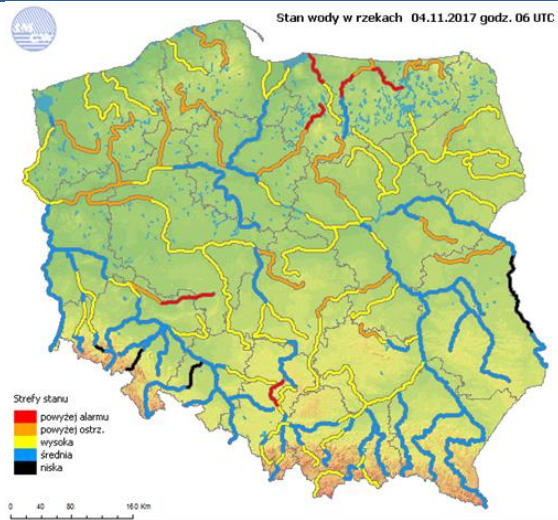 Stan wody w rzekach 04.11.2017 godz. 06 UTC
Strefy stanu
powyżej alarmu
powyżej ostrz.
wysoka
średnia
niska
0 40 80 160 Km